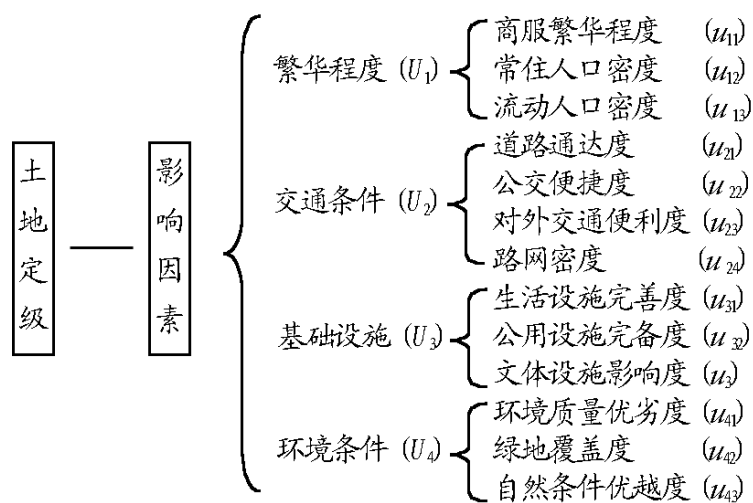 土地定级
影响因素
繁华程度 (U1)
商服繁华程度 (u11)
常住人口密度 (u12)
流动人口密度 (u13)
交通条件 (U2)
道路通达度 (u21)
公交便捷度 (u22)
对外交通便利度 (u23)
路网密度 (u24)
基础设施 (U3)
生活设施完善度 (u31)
公用设施完备度 (u32)
文体设施影响度 (u3)
环境条件 (U4)
环境质量优劣度 (u41)
绿地覆盖度 (u42)
自然条件优越度 (u43)